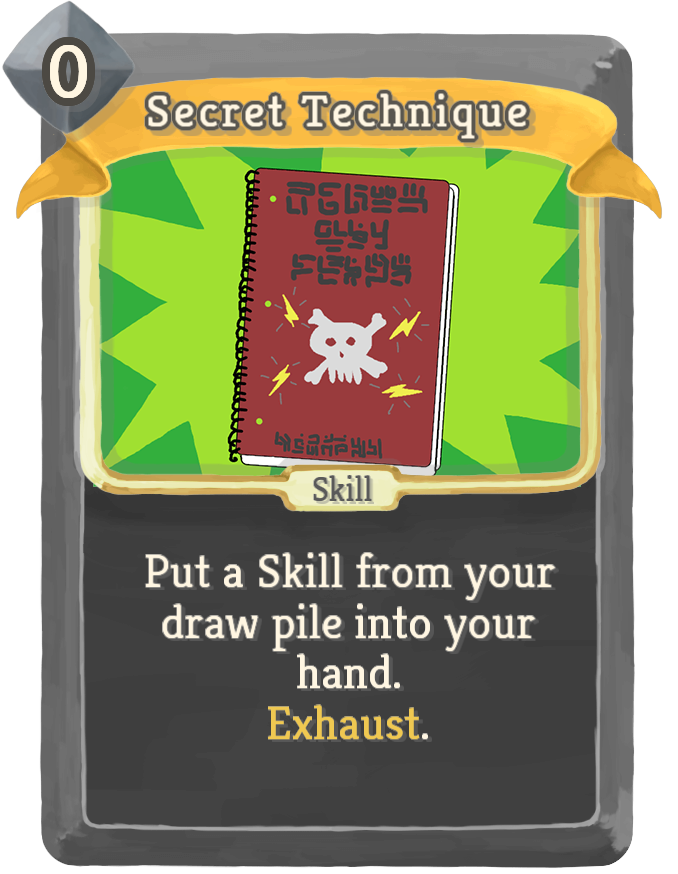 0
Secret Technique
Skill
Put a Skill from your
draw pile into your
hand.
Exhaust.